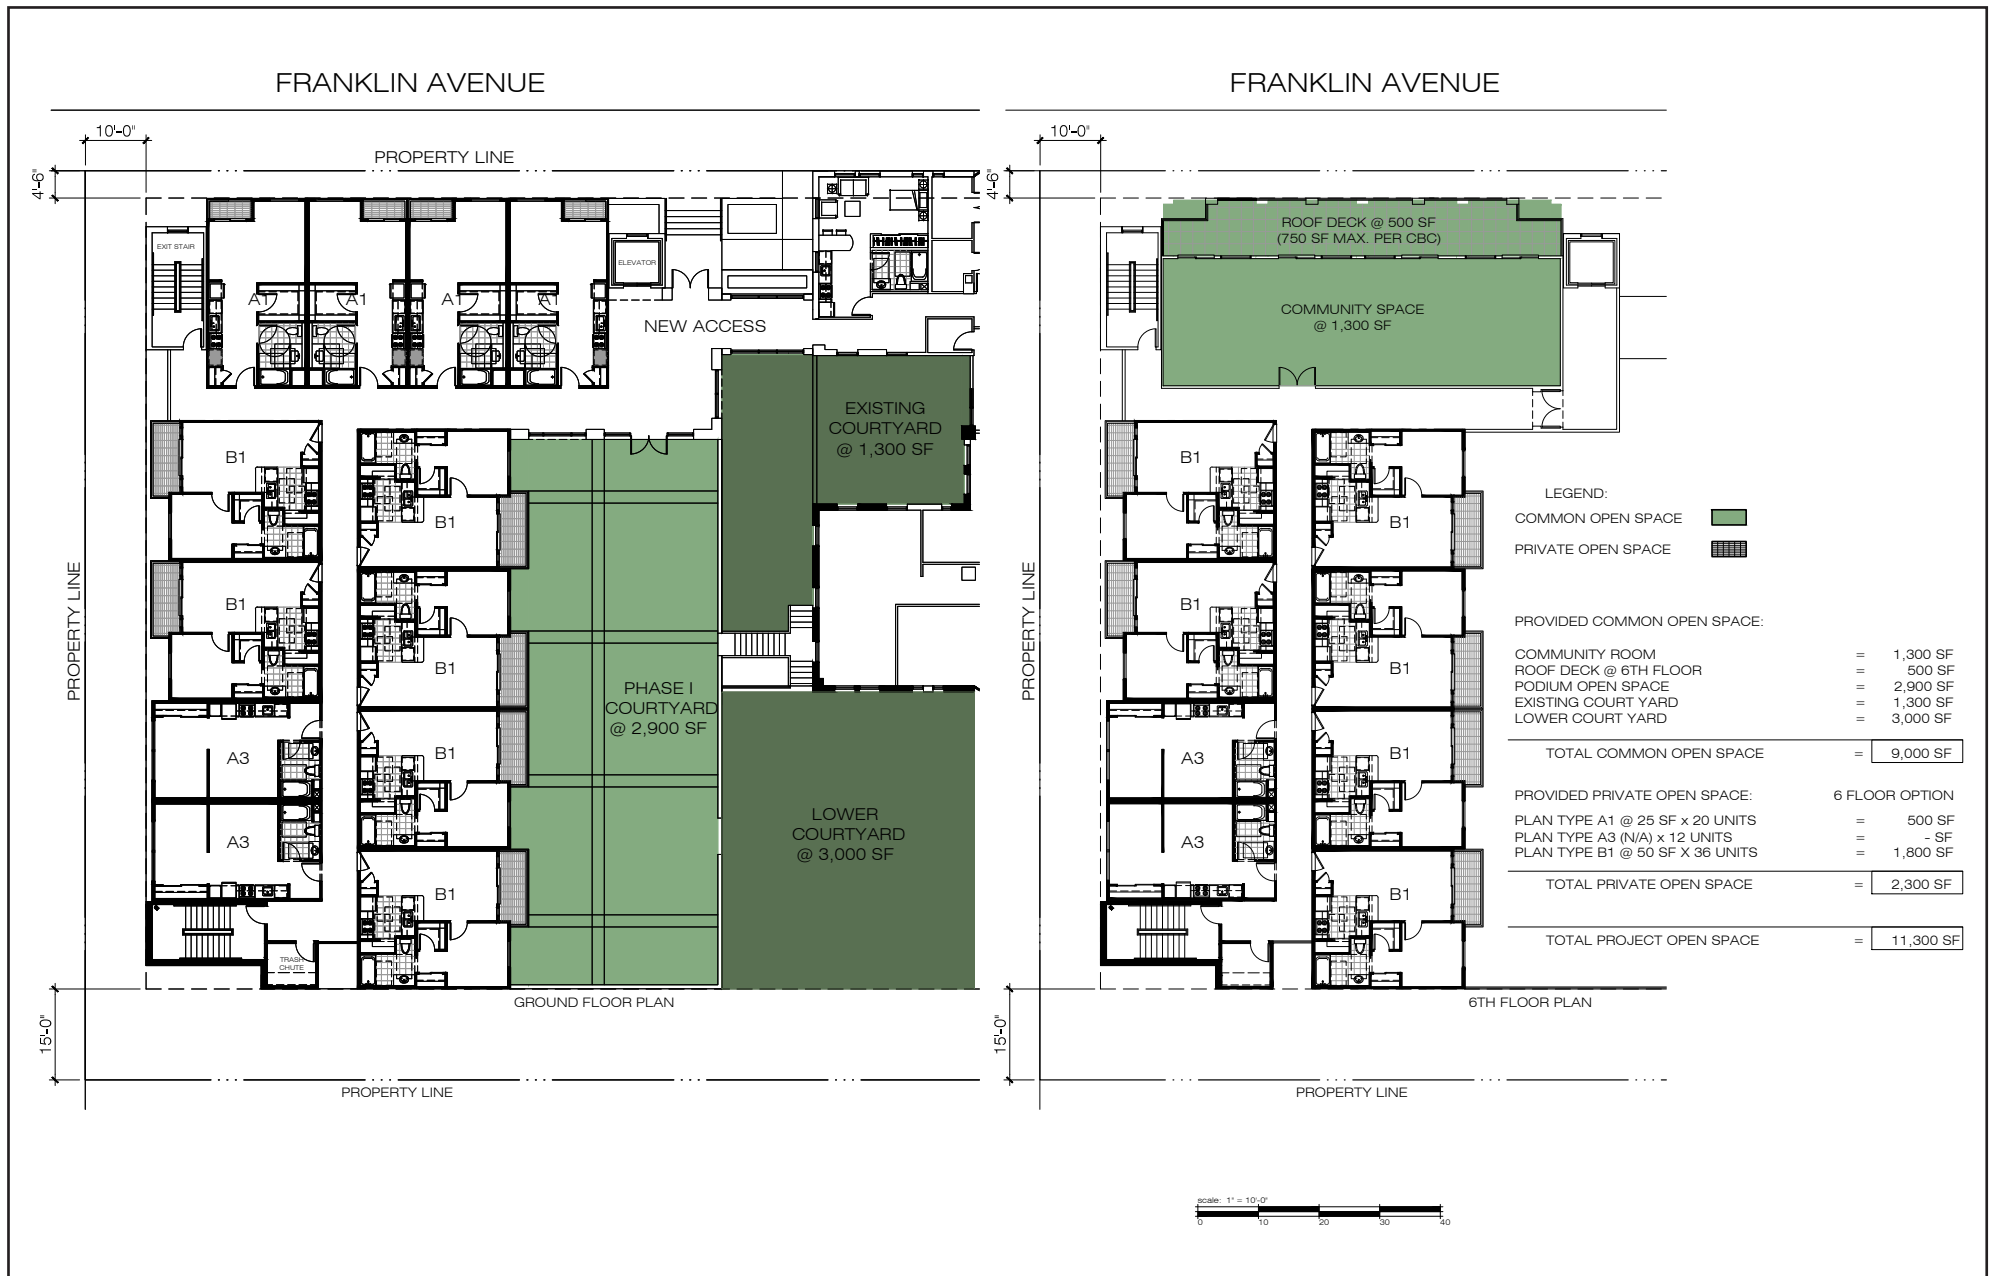 FRANKLIN AVENUE
10'-0"
PROPERTY LINE
4'-6"
EXIT STAIR
ELEVATOR
A1
A1
A1
A1
NEW ACCESS
EXISTING
COURTYARD
@ 1,300 SF
B1
B1
B1
B1
PROPERTY LINE
PHASE I
COURTYARD
@ 2,900 SF
A3
B1
A3
B1
LOWER
COURTYARD
@ 3,000 SF
TRASH
CHUTE
GROUND FLOOR PLAN
15'-0"
PROPERTY LINE
FRANKLIN AVENUE
10'-0"
4'-6"
ROOF DECK @ 500 SF
(750 SF MAX. PER CBC)
COMMUNITY SPACE
@ 1,300 SF
B1
B1
B1
B1
PROPERTY LINE
A3
B1
A3
B1
6TH FLOOR PLAN
15'-0"
PROPERTY LINE
LEGEND:
COMMON OPEN SPACE
PRIVATE OPEN SPACE
PROVIDED COMMON OPEN SPACE:
COMMUNITY ROOM = 1,300 SF
ROOF DECK @ 6TH FLOOR = 500 SF
PODIUM OPEN SPACE = 2,900 SF
EXISTING COURT YARD = 1,300 SF
LOWER COURT YARD = 3,000 SF
TOTAL COMMON OPEN SPACE = 9,000 SF
PROVIDED PRIVATE OPEN SPACE: 6 FLOOR OPTION
PLAN TYPE A1 @ 25 SF x 20 UNITS = 500 SF
PLAN TYPE A3 (N/A) x 12 UNITS = - SF
PLAN TYPE B1 @ 50 SF X 36 UNITS = 1,800 SF
TOTAL PRIVATE OPEN SPACE = 2,300 SF
TOTAL PROJECT OPEN SPACE = 11,300 SF
scale: 1" = 10'-0"
0 10 20 30 40